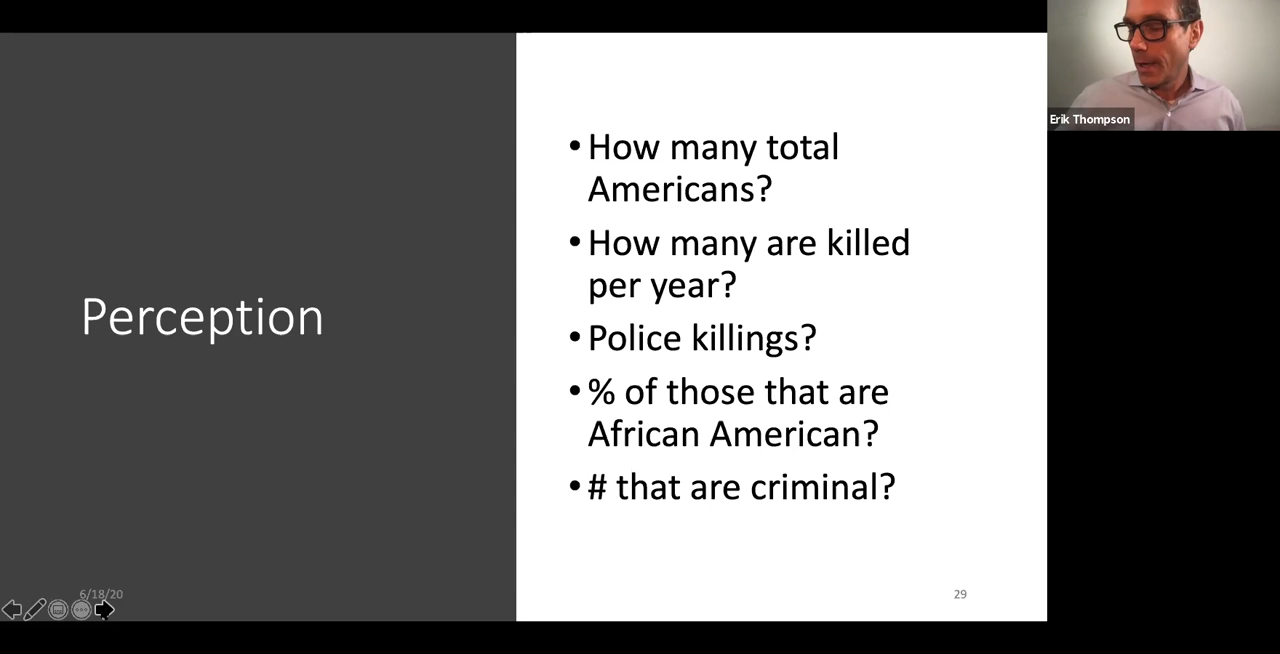 Perception
• How many total
Americans?
• How many are killed
per year?
• Police killings?
• % of those that are
African American?
• # that are criminal?
6/18/20
29
Erik Thompson